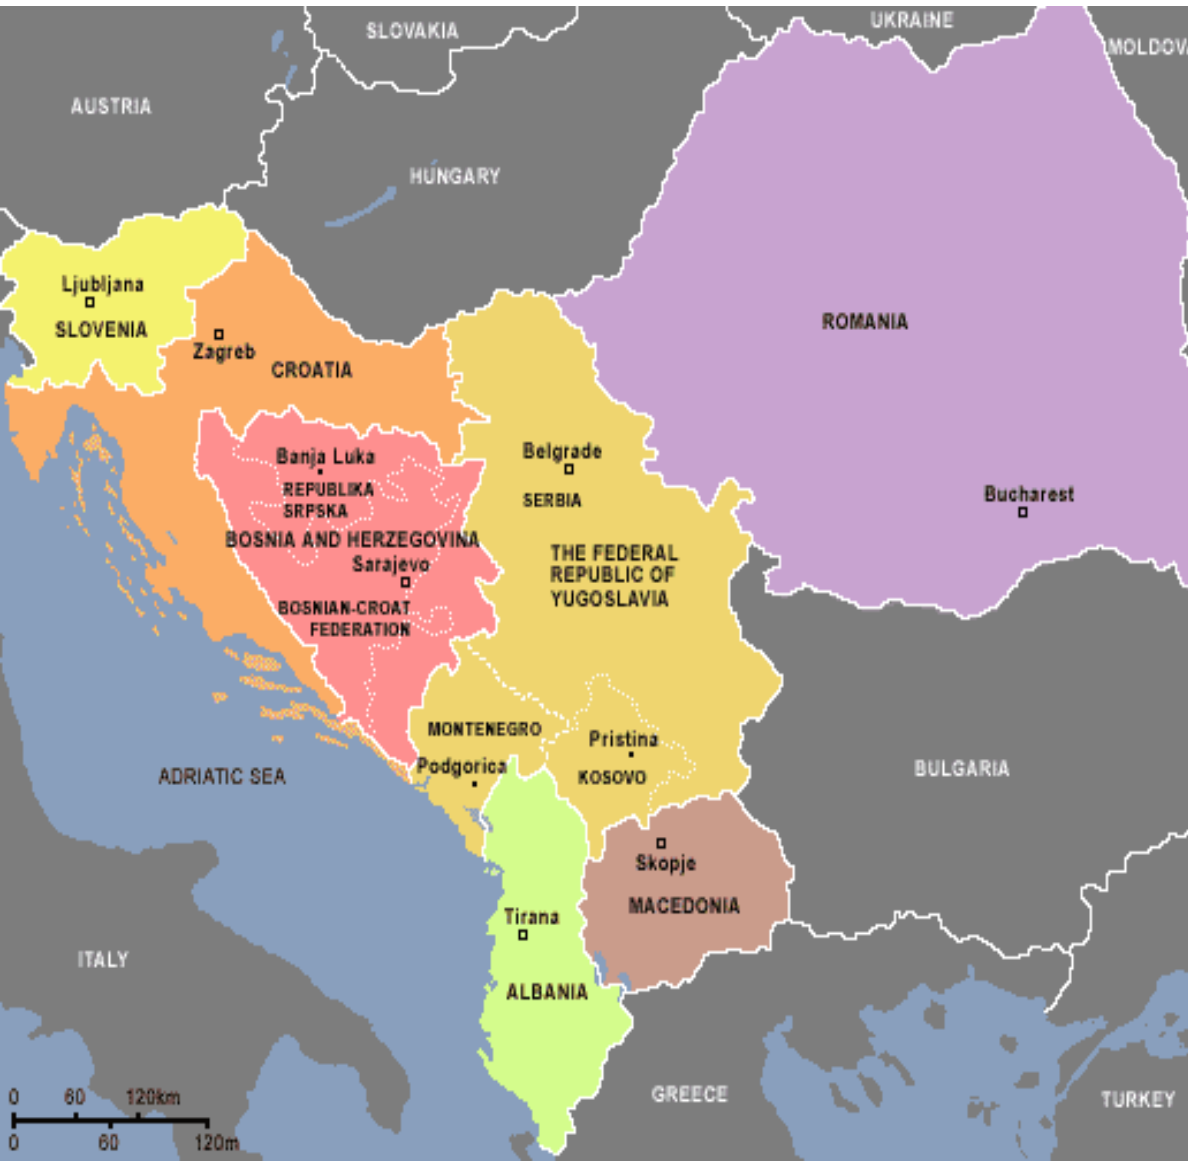 SLOVAKIA
UKRAINE
MOLDOV
AUSTRIA
HUNGARY
Ljubljana
SLOVENIA
Zagreb
CROATIA
ROMANIA
Banja Luka
REPUBLIKA
SRPSKA
BOSNIA AND HERZEGOVINA
Sarajevo
BOSNIAN-CROAT
FEDERATION
Belgrade
SERBIA
THE FEDERAL
REPUBLIC OF
YUGOSLAVIA
Bucharest
MONTENEGRO
Podgorica
Pristina
KOSOVO
ADRIATIC SEA
BULGARIA
Skopje
MACEDONIA
Tirana
ALBANIA
ITALY
GREECE
TURKEY
0 60 120km
0 60 120m